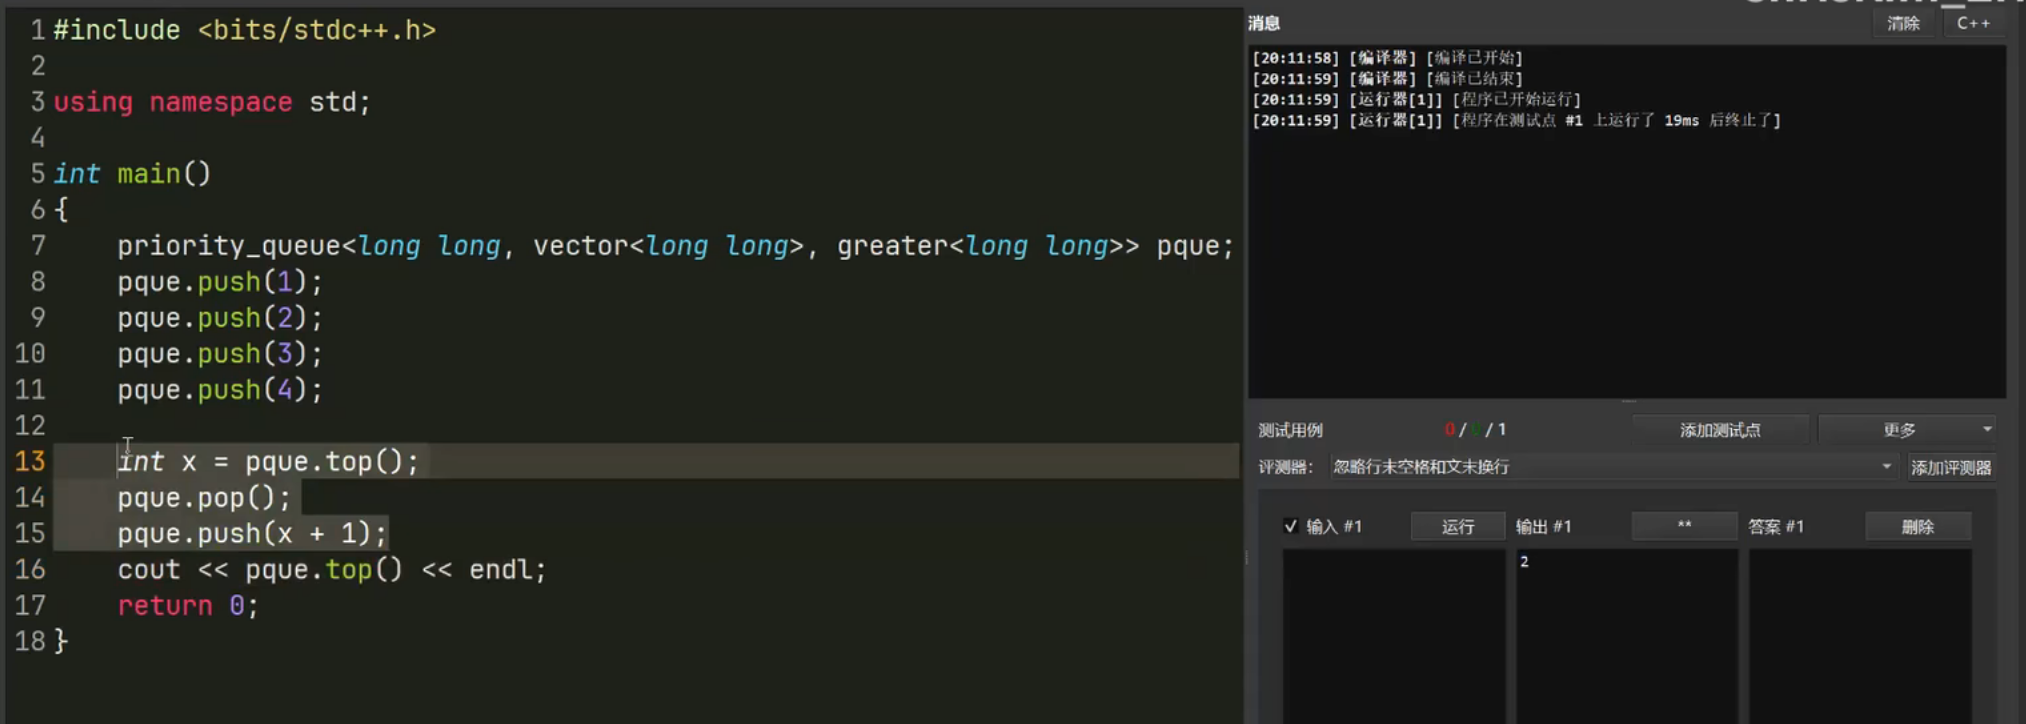 1 #include <bits/stdc++.h>
2
3 using namespace std;
4
5 int main()
6 {
7     priority_queue<long long, vector<long long>, greater<long long>> pque;
8     pque.push(1);
9     pque.push(2);
10     pque.push(3);
11     pque.push(4);
12
13     int x = pque.top();
14     pque.pop();
15     pque.push(x + 1);
16     cout << pque.top() << endl;
17     return 0;
18 }
消息 清除 C++
[20:11:58] [编译器] [编译已开始]
[20:11:59] [编译器] [编译已结束]
[20:11:59] [运行器[1]] [程序已开始运行]
[20:11:59] [运行器[1]] [程序在测试点 #1 上运行了 19ms 后终止了]
测试用例 0 / 0 / 1 添加测试点 更多
评测器: 忽略行末空格和文末换行 添加评测器
输入 #1 运行 输出 #1 ** 答案 #1 删除
2